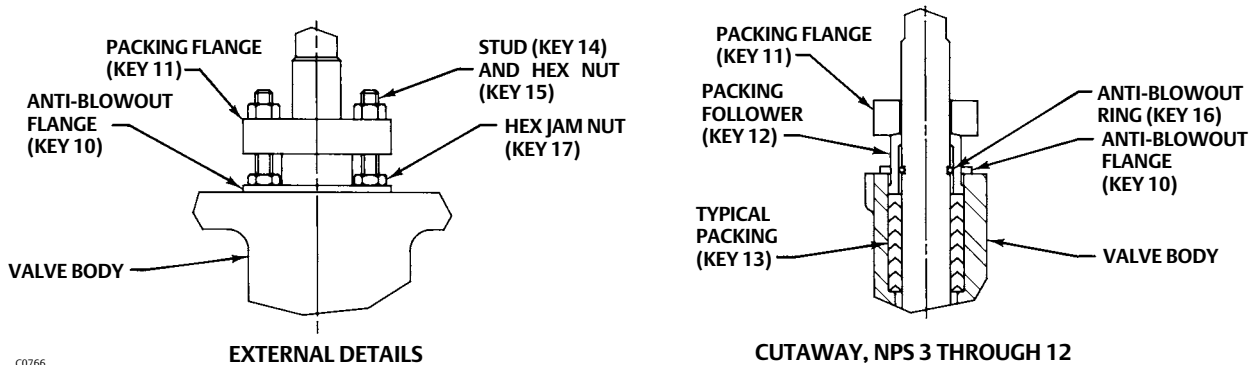 PACKING FLANGE
(KEY 11)
STUD (KEY 14)
AND HEX NUT
(KEY 15)
ANTI-BLOWOUT
FLANGE
(KEY 10)
HEX JAM NUT
(KEY 17)
VALVE BODY
C0766
EXTERNAL DETAILS
PACKING FLANGE
(KEY 11)
PACKING
FOLLOWER
(KEY 12)
ANTI-BLOWOUT
RING (KEY 16)
ANTI-BLOWOUT
FLANGE
(KEY 10)
TYPICAL
PACKING
(KEY 13)
VALVE BODY
CUTAWAY, NPS 3 THROUGH 12